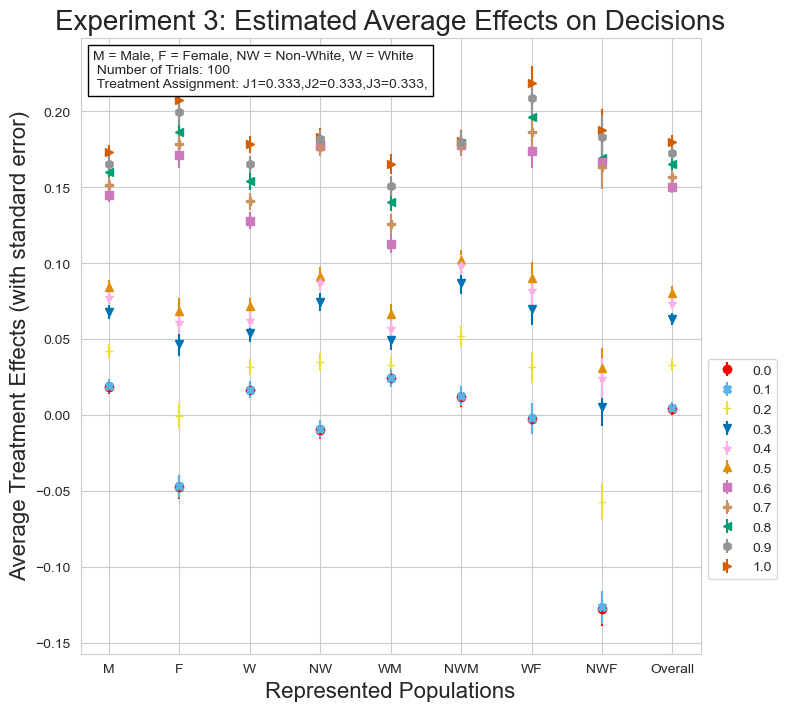 Experiment 3: Estimated Average Effects on Decisions
M = Male, F = Female, NW = Non-White, W = White
Number of Trials: 100
Treatment Assignment: J1=0.333,J2=0.333,J3=0.333,
Average Treatment Effects (with standard error)
0.20
0.15
0.10
0.05
0.00
−0.05
−0.10
−0.15
M F W NW WM NWM WF NWF Overall
Represented Populations
0.0
0.1
0.2
0.3
0.4
0.5
0.6
0.7
0.8
0.9
1.0